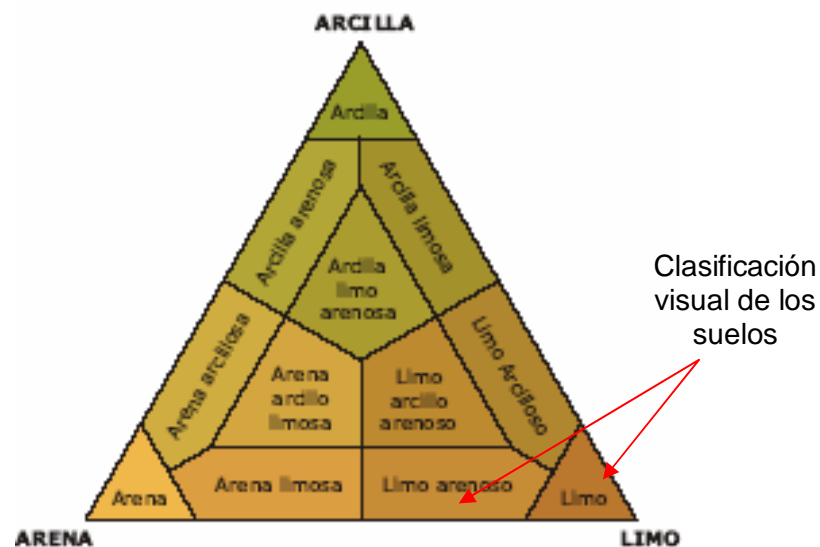 ARCILLA
Arcilla
Arcilla arenosa
Arcilla limosa
Arcilla
limo
arenosa
Clasificación
visual de los
suelos
Arena arcillosa
Limo Arcilloso
Arena
arcillo
limosa
Limo
arcillo
arenoso
Arena
Arena limosa
Limo arenoso
Limo
ARENA
LIMO